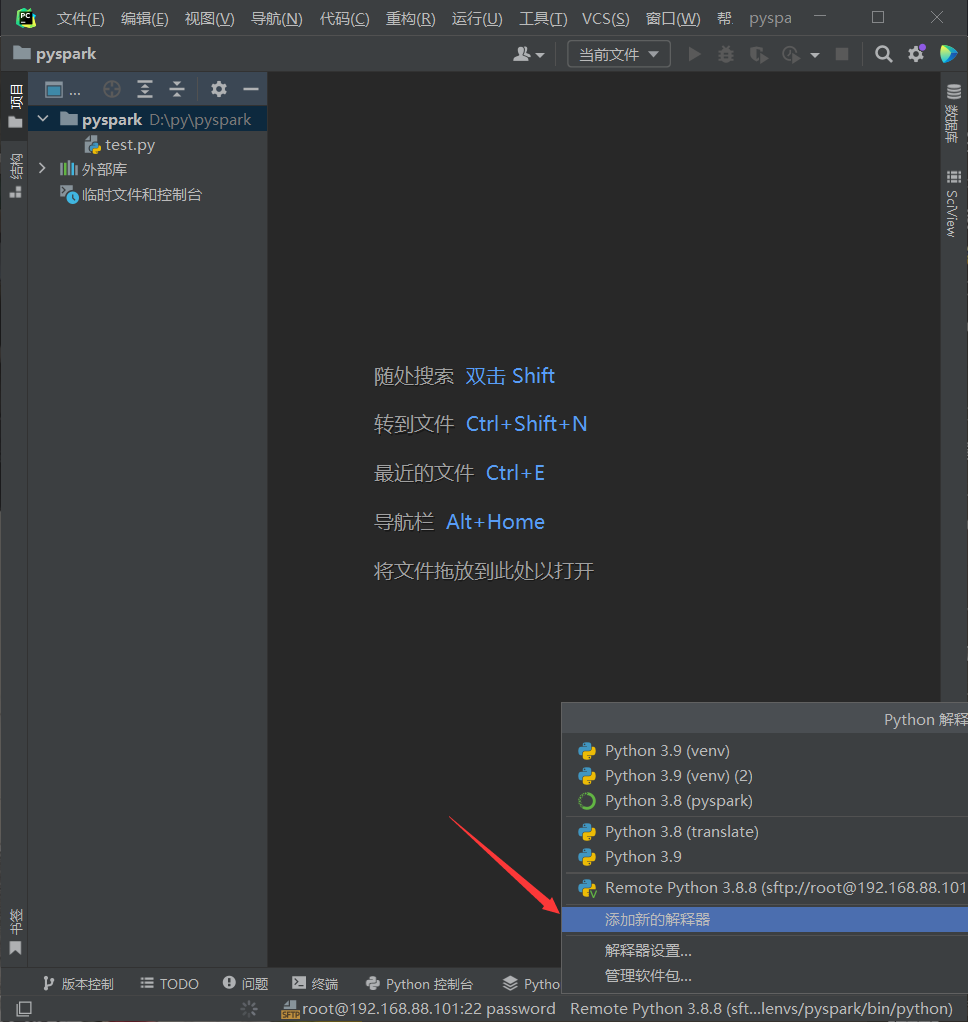 PC 文件(F) 编辑(E) 视图(V) 导航(N) 代码(C) 重构(R) 运行(U) 工具(T) VCS(S) 窗口(W) 帮 pyspa
pyspark 当前文件
...
项目
pyspark D:\py\pyspark
test.py
外部库
临时文件和控制台
结构
数据库
SciView
随处搜索 双击 Shift
转到文件 Ctrl+Shift+N
最近的文件 Ctrl+E
导航栏 Alt+Home
将文件拖放到此处以打开
Python 解释
Python 3.9 (venv)
Python 3.9 (venv) (2)
Python 3.8 (pyspark)
Python 3.8 (translate)
Python 3.9
Remote Python 3.8.8 (sftp://root@192.168.88.101
添加新的解释器
解释器设置...
管理软件包...
书签
版本控制 TODO 问题 终端 Python 控制台 Pytho
SFTP root@192.168.88.101:22 password Remote Python 3.8.8 (sft...lenvs/pyspark/bin/python)